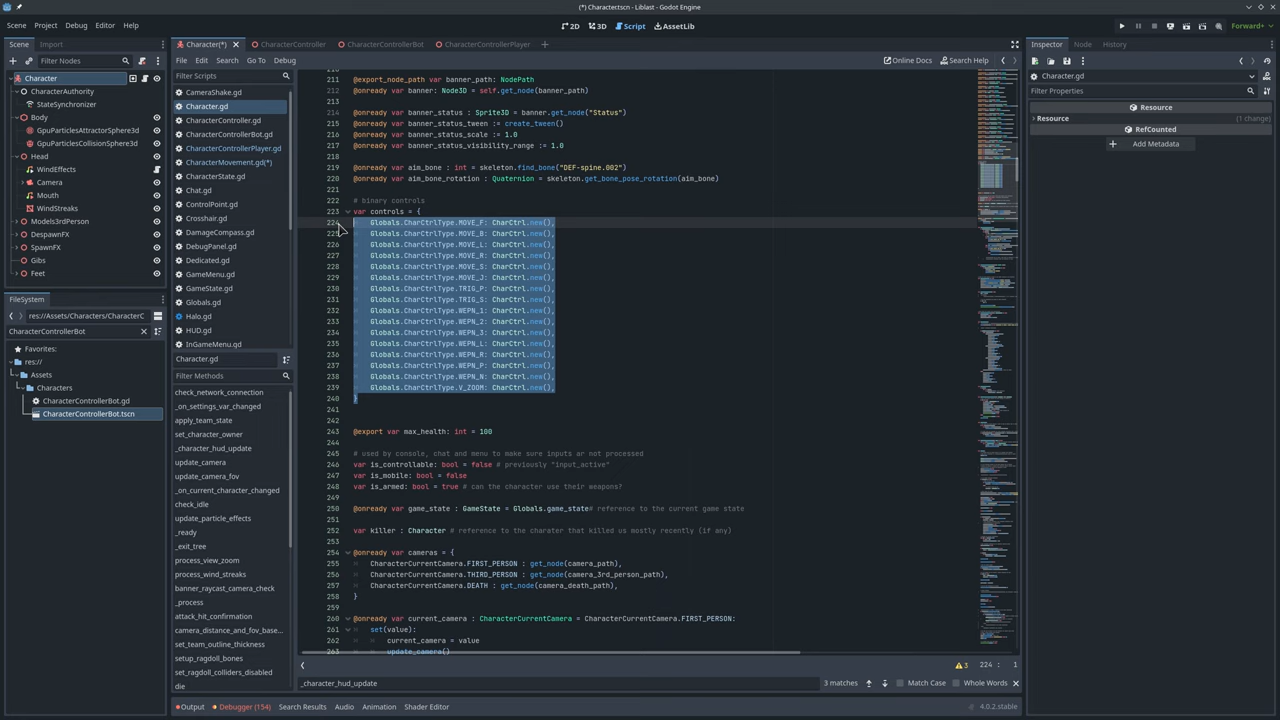 (*) Character.tscn - Liblast - Godot Engine
Scene Project Debug Editor Help
2D 3D Script AssetLib
Forward+
Scene Import
Filter Nodes
Character
CharacterAuthority
StateSynchronizer
Body
GpuParticlesAttractorSphere
GpuParticlesCollisionSphere3d
Head
WindEffects
Camera
Mouth
WindStreaks
Models3rdPerson
DespawnFX
SpawnFX
Gibs
Feet
FileSystem
res://Assets/Characters/CharacterC
CharacterControllerBot
Favorites:
res://
Assets
Characters
CharacterControllerBot.gd
CharacterControllerBot.tscn
Character(*) CharacterController CharacterControllerBot CharacterControllerPlayer
File Edit Search Go To Debug
Online Docs Search Help
Filter Scripts
CameraShake.gd
Character.gd
CharacterController.gd
CharacterControllerBot.gd
CharacterControllerPlayer.gd
CharacterMovement.gd(*)
CharacterState.gd
Chat.gd
ControlPoint.gd
Crosshair.gd
DamageCompass.gd
DebugPanel.gd
Dedicated.gd
GameMenu.gd
GameState.gd
Globals.gd
Halo.gd
HUD.gd
InGameMenu.gd
Character.gd
Filter Methods
check_network_connection
_on_settings_var_changed
apply_team_state
set_character_owner
_character_hud_update
update_camera
update_camera_fov
_on_current_character_changed
check_idle
update_particle_effects
_ready
_exit_tree
process_view_zoom
process_wind_streaks
banner_raycast_camera_check
_process
attack_hit_confirmation
camera_distance_and_fov_base...
set_team_outline_thickness
setup_ragdoll_bones
set_ragdoll_colliders_disabled
die
211 @export_node_path var banner_path: NodePath
212 @onready var banner: Node3D = self.get_node(banner_path)
213
214 @onready var banner_status : Sprite3D = banner.get_node("Status")
215 @onready var banner_status_tween := create_tween()
216 @onready var banner_status_scale := 1.0
217 @onready var banner_status_visibility_range := 1.0
218
219 @onready var aim_bone : int = skeleton.find_bone("DEF-spine.002")
220 @onready var aim_bone_rotation : Quaternion = skeleton.get_bone_pose_rotation(aim_bone)
221
222 # binary controls
223 var controls = {
224 Globals.CharCtrlType.MOVE_F: CharCtrl.new(),
225 Globals.CharCtrlType.MOVE_B: CharCtrl.new(),
226 Globals.CharCtrlType.MOVE_L: CharCtrl.new(),
227 Globals.CharCtrlType.MOVE_R: CharCtrl.new(),
228 Globals.CharCtrlType.MOVE_S: CharCtrl.new(),
229 Globals.CharCtrlType.MOVE_J: CharCtrl.new(),
230 Globals.CharCtrlType.TRIG_P: CharCtrl.new(),
231 Globals.CharCtrlType.TRIG_S: CharCtrl.new(),
232 Globals.CharCtrlType.WEPN_1: CharCtrl.new(),
233 Globals.CharCtrlType.WEPN_2: CharCtrl.new(),
234 Globals.CharCtrlType.WEPN_3: CharCtrl.new(),
235 Globals.CharCtrlType.WEPN_L: CharCtrl.new(),
236 Globals.CharCtrlType.WEPN_R: CharCtrl.new(),
237 Globals.CharCtrlType.WEPN_P: CharCtrl.new(),
238 Globals.CharCtrlType.WEPN_N: CharCtrl.new(),
239 Globals.CharCtrlType.V_ZOOM: CharCtrl.new(),
240 }
241
242
243 @export var max_health: int = 100
244
245 # used by console, chat and menu to make sure inputs ar not processed
246 var is_controllable: bool = false # previously "input_active"
247 var is_mobile: bool = false
248 var is_armed: bool = true # can the character use their weapons?
249
250 @onready var game_state : GameState = Globals.game_state# reference to the current game state
251
252 var killer : Character # reference to the charcter that killed us mostly recently (if any)
253
254 @onready var cameras = {
255 CharacterCurrentCamera.FIRST_PERSON : get_node(camera_path),
256 CharacterCurrentCamera.THIRD_PERSON : get_node(camera_3rd_person_path),
257 CharacterCurrentCamera.DEATH : get_node(camera_death_path),
258 }
259
260 @onready var current_camera : CharacterCurrentCamera = CharacterCurrentCamera.FIRST_PERSON:
261 set(value):
262 current_camera = value
263 update_camera()
3 224 : 1
_character_hud_update 3 matches Match Case Whole Words
Output Debugger (154) Search Results Audio Animation Shader Editor
4.0.2.stable
Inspector Node History
Character.gd
Filter Properties
Resource
Resource (1 change)
RefCounted
Add Metadata